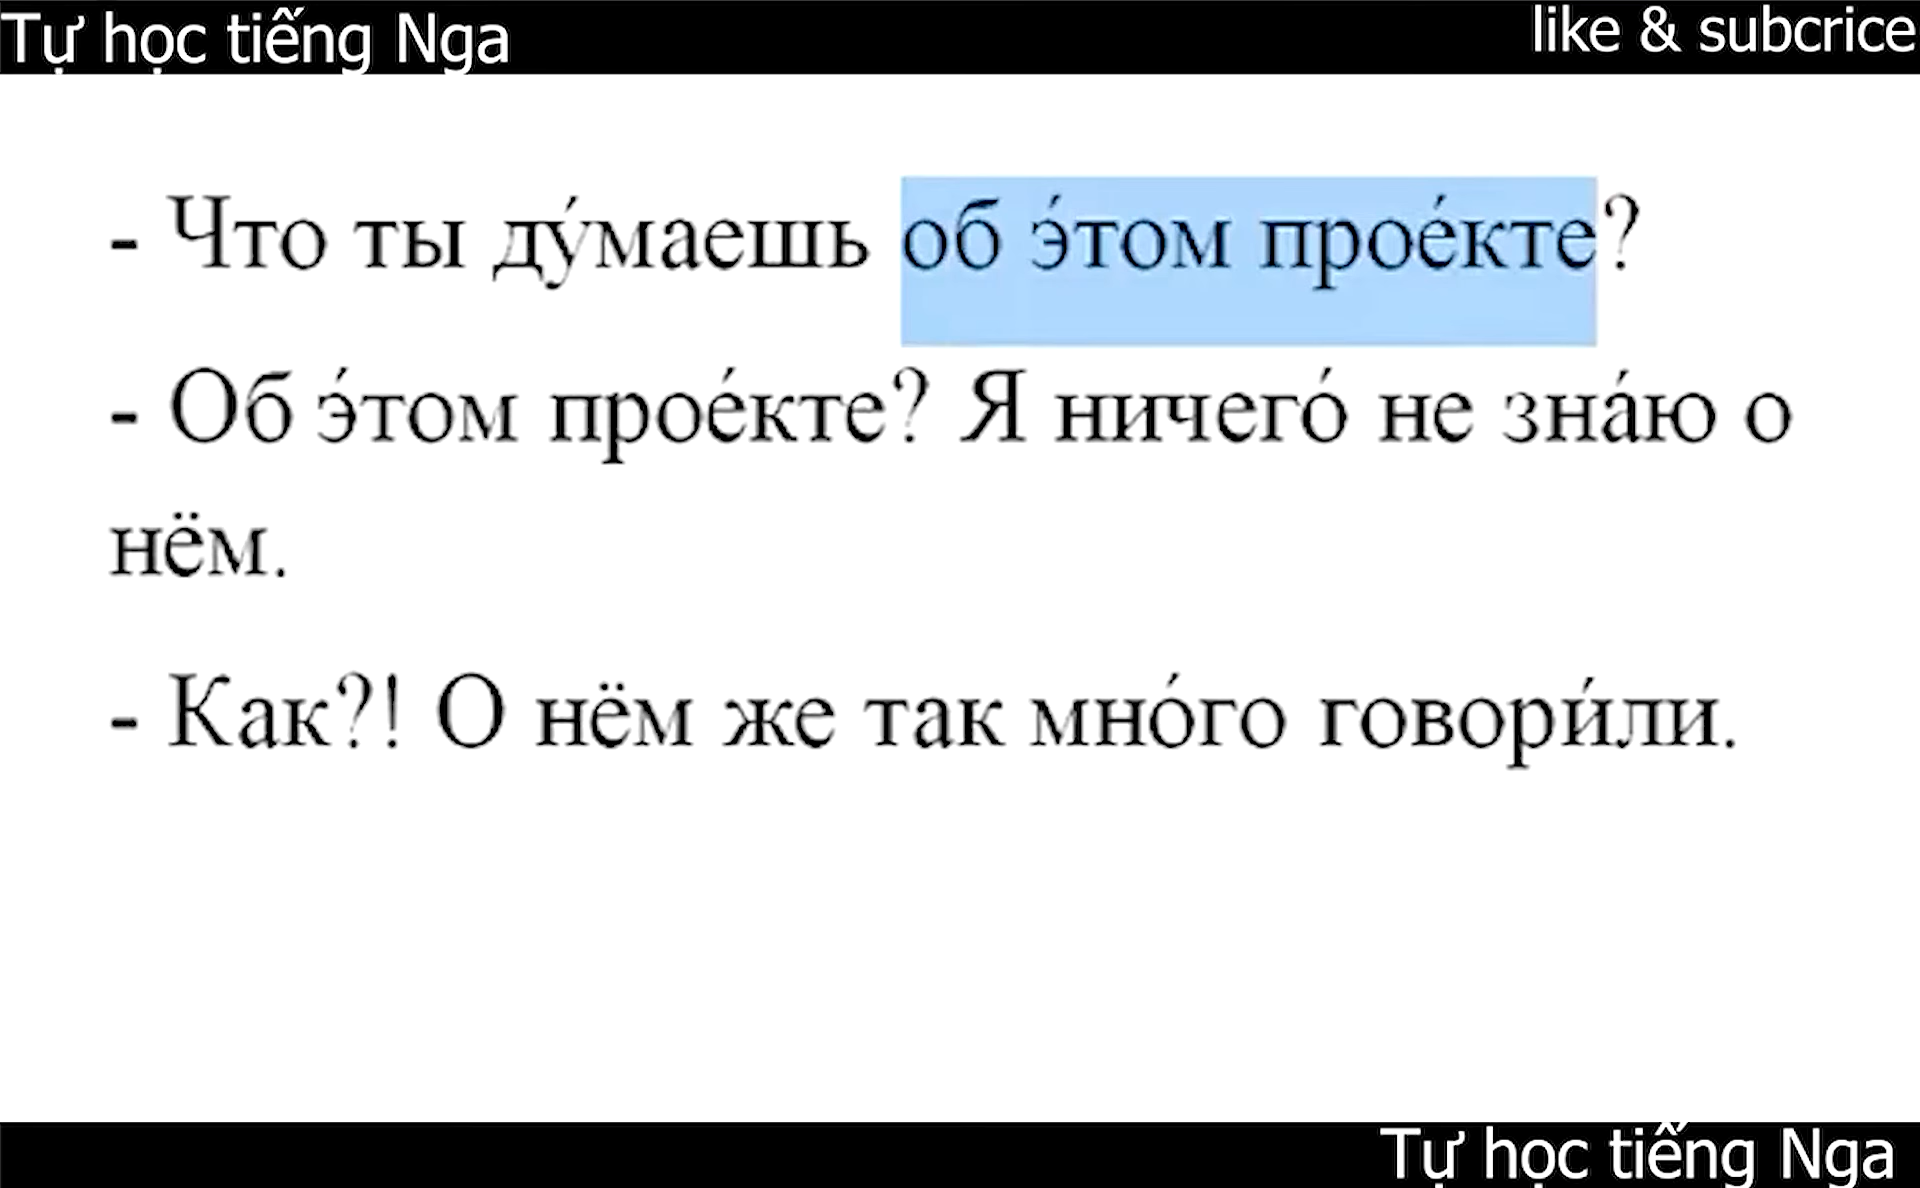 Tự học tiếng Nga
like & subcrice
- Что ты ду́маешь об э́том прое́кте?
- Об э́том прое́кте? Я ничего́ не зна́ю о
нём.
- Как?! О нём же так мно́го говори́ли.
Tự học tiếng Nga